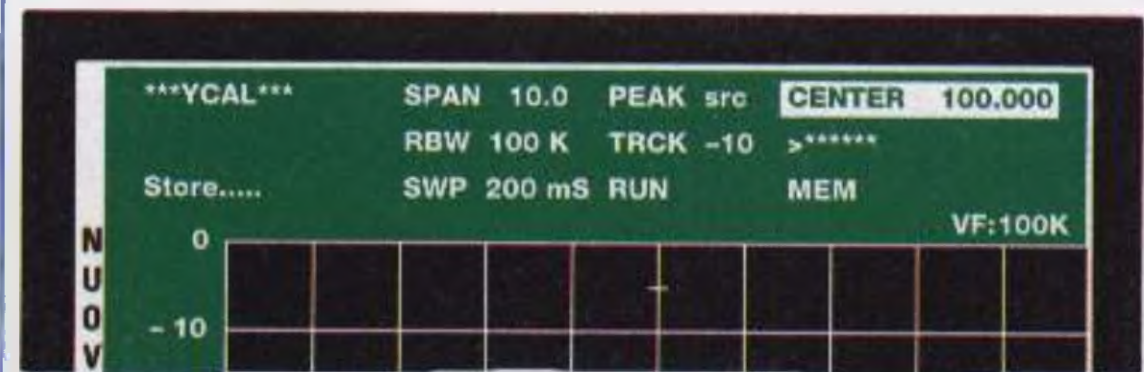 ***YCAL*** SPAN 10.0 PEAK src CENTER 100.000
RBW 100 K TRCK -10 >******
Store..... SWP 200 mS RUN MEM
VF:100K
0
- 10
NUOV